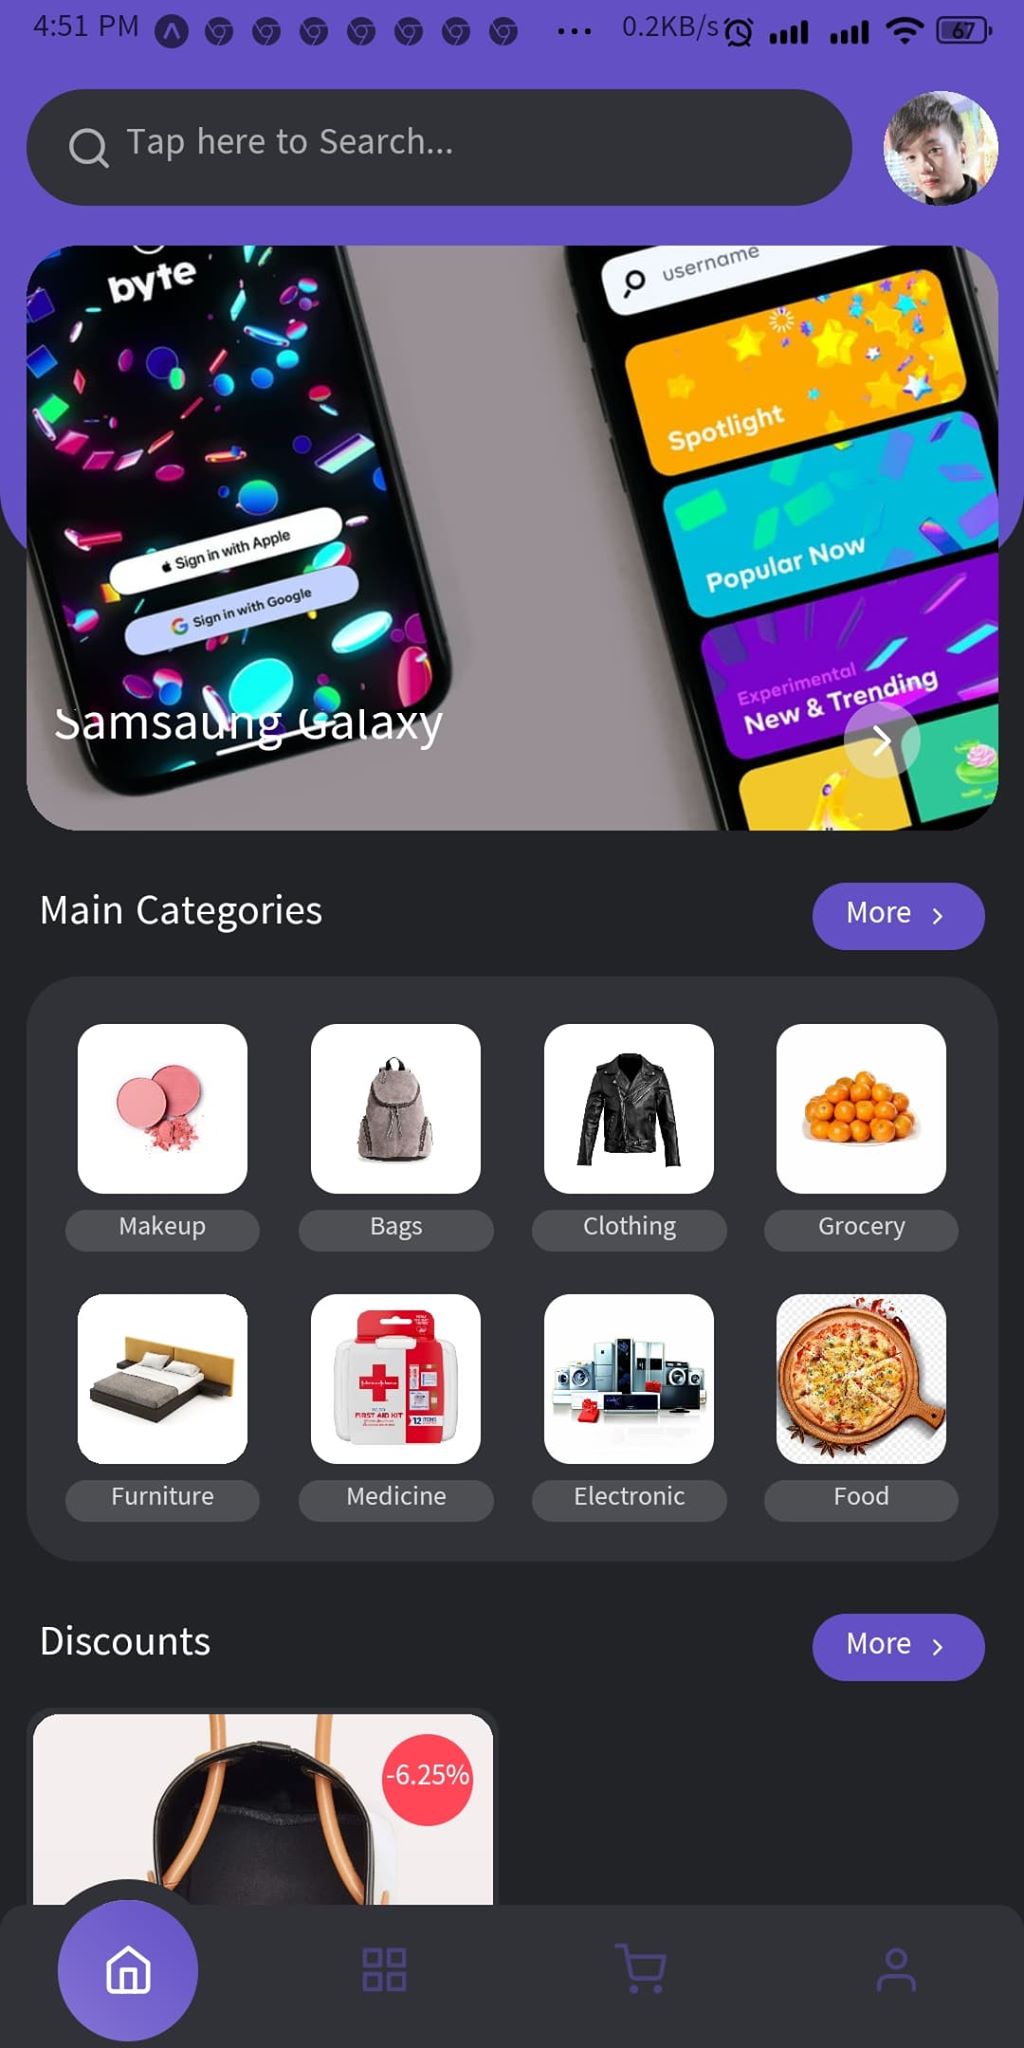 4:51 PM ... 0.2KB/s 67
Tap here to Search...
byte
username
Spotlight
Sign in with Apple
Popular Now
Sign in with Google
Experimental
New & Trending
Samsaung Galaxy
Main Categories
More
Makeup Bags Clothing Grocery
FIRST AID KIT
12 ITEMS
Furniture Medicine Electronic Food
Discounts
More
-6.25%